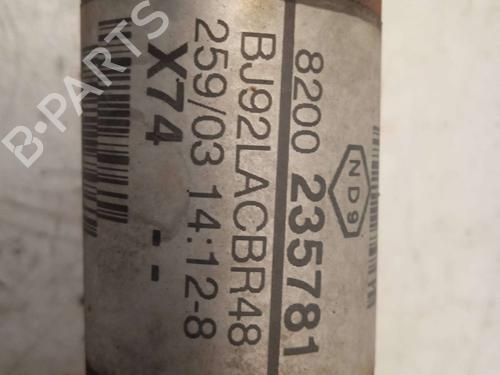 8200 235781
ND9
BJ92LACBR48
259/03 14:12-8
X74 --
B-PARTS